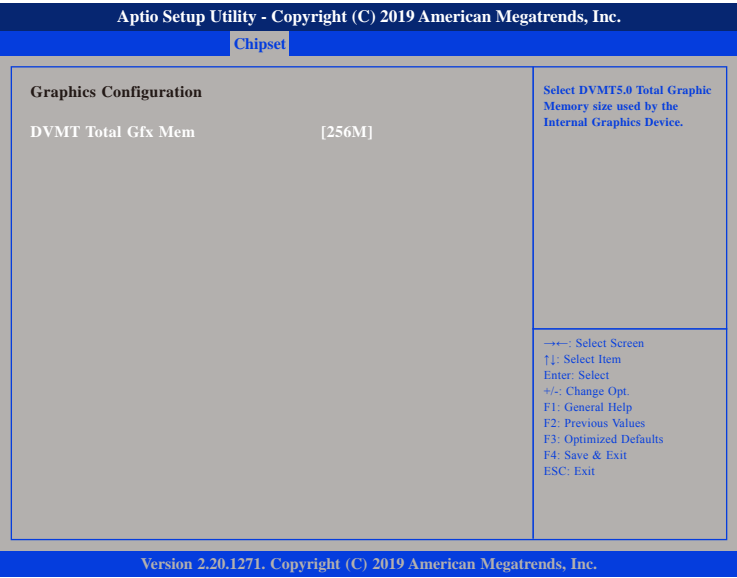 Aptio Setup Utility - Copyright (C) 2019 American Megatrends, Inc.
Chipset
Graphics Configuration
DVMT Total Gfx Mem [256M]
Select DVMT5.0 Total Graphic
Memory size used by the
Internal Graphics Device.
→←: Select Screen
↑↓: Select Item
Enter: Select
+/-: Change Opt.
F1: General Help
F2: Previous Values
F3: Optimized Defaults
F4: Save & Exit
ESC: Exit
Version 2.20.1271. Copyright (C) 2019 American Megatrends, Inc.